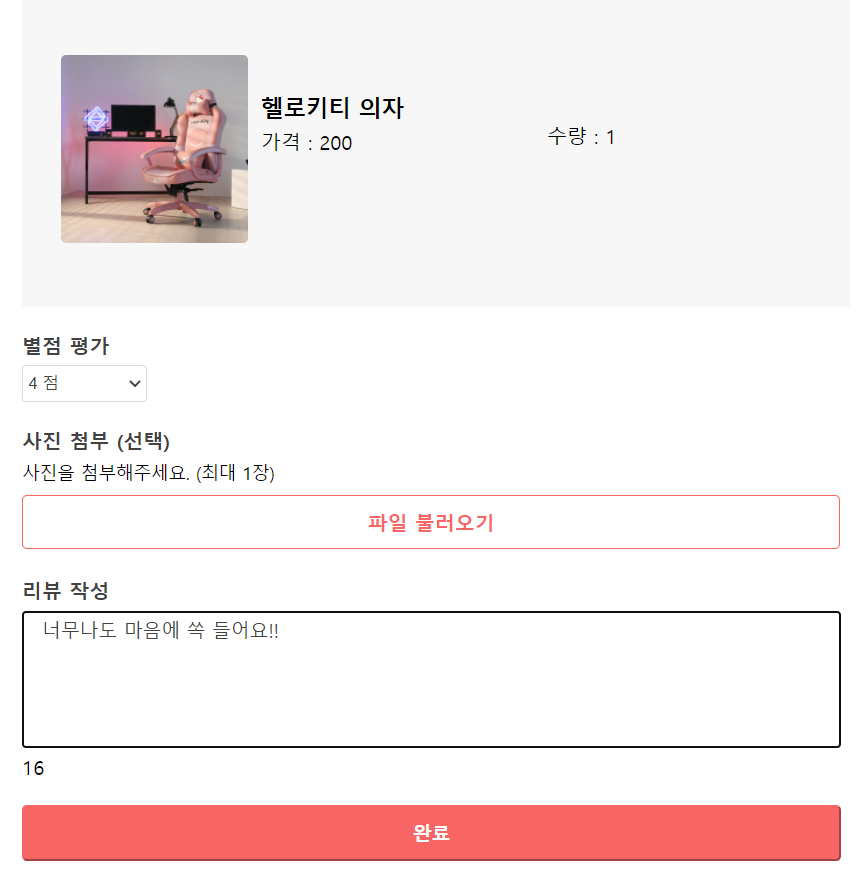 헬로키티 의자
가격 : 200
수량 : 1
별점 평가
4 점
사진 첨부 (선택)
사진을 첨부해주세요. (최대 1장)
파일 불러오기
리뷰 작성
너무나도 마음에 쏙 들어요!!
16
완료